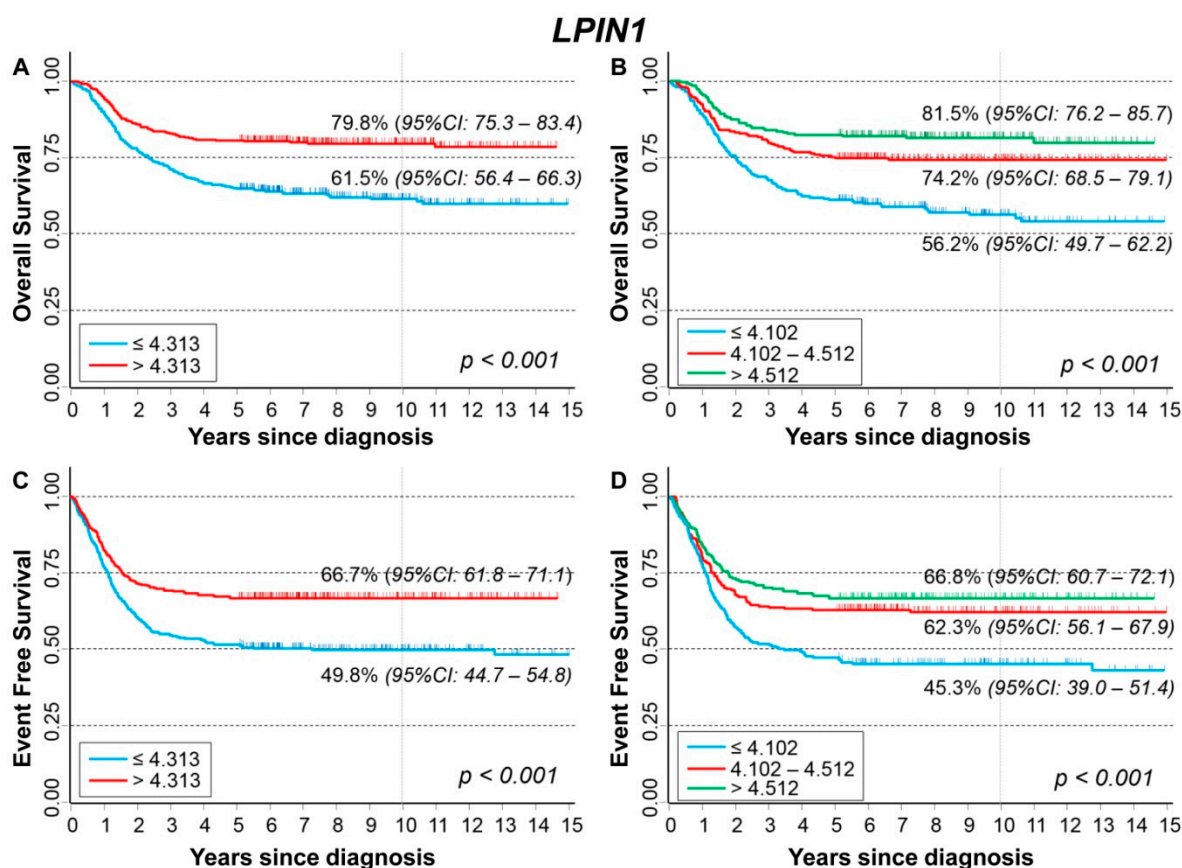 LPIN1
A
Overall Survival
1.00
0.75
0.50
0.25
0.00
79.8% (95%CI: 75.3 – 83.4)
61.5% (95%CI: 56.4 – 66.3)
≤ 4.313
> 4.313
p < 0.001
0 1 2 3 4 5 6 7 8 9 10 11 12 13 14 15
Years since diagnosis
B
Overall Survival
1.00
0.75
0.50
0.25
0.00
81.5% (95%CI: 76.2 – 85.7)
74.2% (95%CI: 68.5 – 79.1)
56.2% (95%CI: 49.7 – 62.2)
≤ 4.102
4.102 – 4.512
> 4.512
p < 0.001
0 1 2 3 4 5 6 7 8 9 10 11 12 13 14 15
Years since diagnosis
C
Event Free Survival
1.00
0.75
0.50
0.25
0.00
66.7% (95%CI: 61.8 – 71.1)
49.8% (95%CI: 44.7 – 54.8)
≤ 4.313
> 4.313
p < 0.001
0 1 2 3 4 5 6 7 8 9 10 11 12 13 14 15
Years since diagnosis
D
Event Free Survival
1.00
0.75
0.50
0.25
0.00
66.8% (95%CI: 60.7 – 72.1)
62.3% (95%CI: 56.1 – 67.9)
45.3% (95%CI: 39.0 – 51.4)
≤ 4.102
4.102 – 4.512
> 4.512
p < 0.001
0 1 2 3 4 5 6 7 8 9 10 11 12 13 14 15
Years since diagnosis